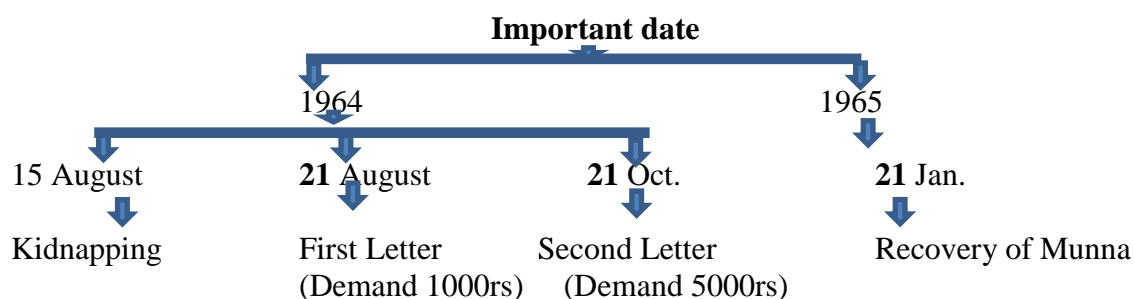 Important date
1964 1965
15 August 21 August 21 Oct. 21 Jan.
Kidnapping First Letter Second Letter Recovery of Munna
(Demand 1000rs) (Demand 5000rs)